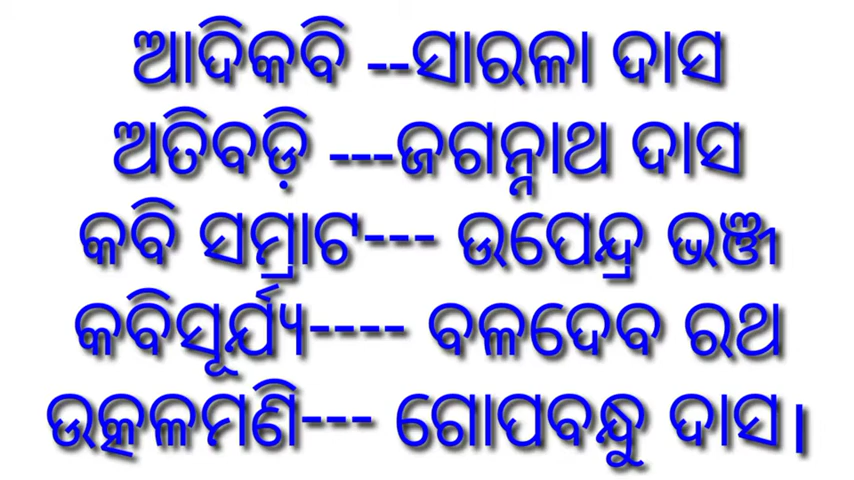 ଆଦିକବି --ସାରଳା ଦାସ
ଅତିବଡ଼ି ---ଜଗନ୍ନାଥ ଦାସ
କବି ସମ୍ରାଟ--- ଉପେନ୍ଦ୍ର ଭଞ୍ଜ
କବିସୂର୍ଯ୍ୟ---- ବଳଦେବ ରଥ
ଉତ୍କଳମଣି--- ଗୋପବନ୍ଧୁ ଦାସ।